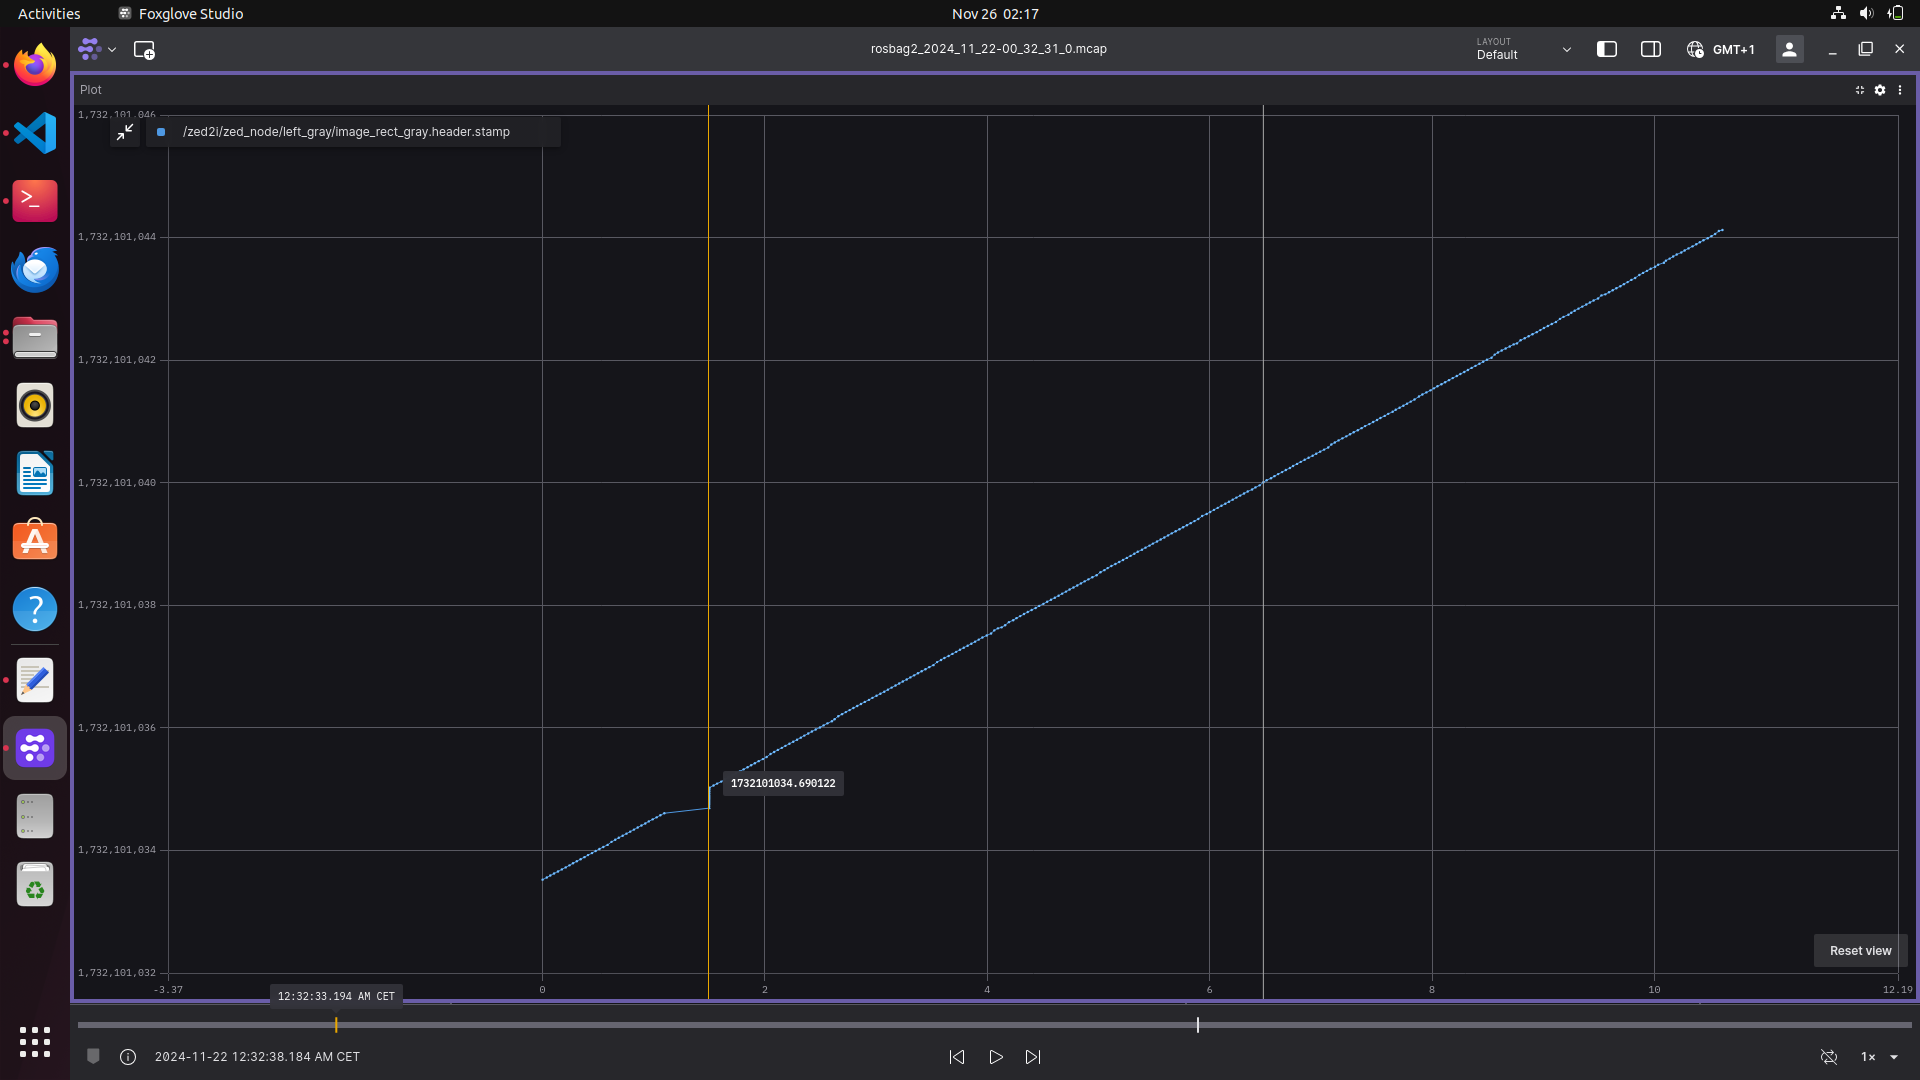 Activities
Foxglove Studio
Nov 26 02:17
rosbag2_2024_11_22-00_32_31_0.mcap
LAYOUT
Default
GMT+1
Plot
1,732,101,046
/zed2i/zed_node/left_gray/image_rect_gray.header.stamp
1,732,101,044
1,732,101,042
1,732,101,040
1,732,101,038
1,732,101,036
1732101034.690122
1,732,101,034
Reset view
1,732,101,032
-3.37
0
2
4
6
8
10
12.19
12:32:33.194 AM CET
2024-11-22 12:32:38.184 AM CET
1×